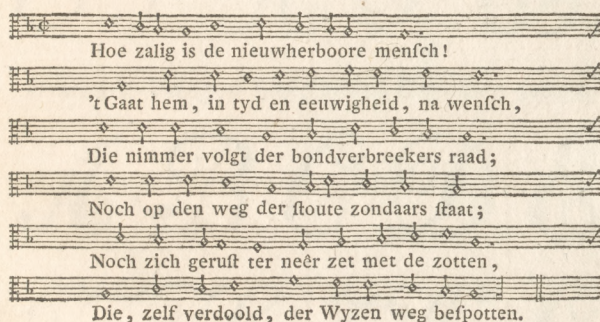 Hoe zalig is de nieuwherboore menſch!
't Gaat hem, in tyd en eeuwigheid, na wenſch,
Die nimmer volgt der bondverbreekers raad;
Noch op den weg der ſtoute zondaars ſtaat;
Noch zich geruſt ter neêr zet met de zotten,
Die, zelf verdoold, der Wyzen weg beſpotten.